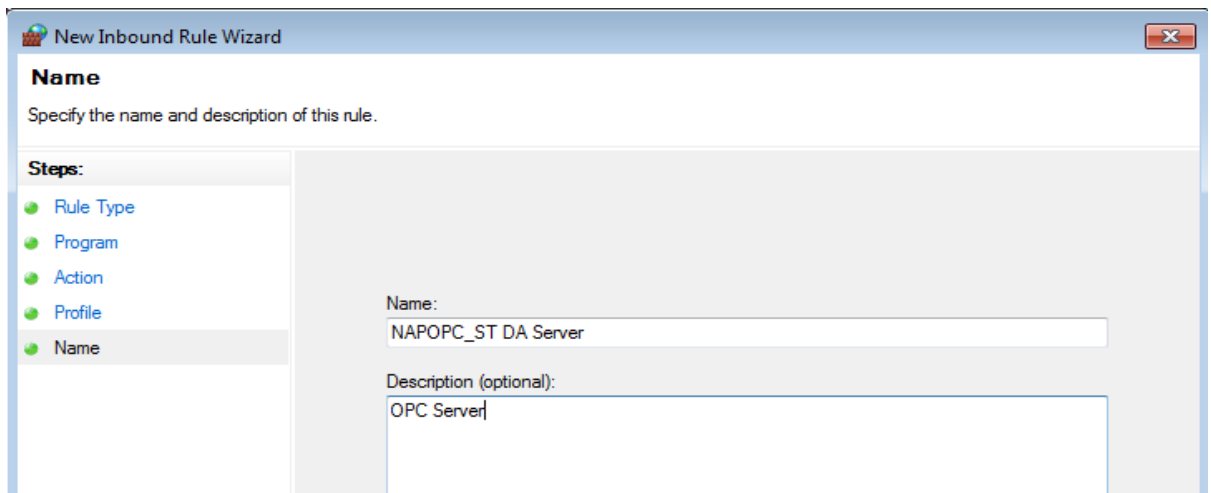 New Inbound Rule Wizard
Name
Specify the name and description of this rule.
Steps:
Rule Type
Program
Action
Profile
Name
Name:
NAPOPC_ST DA Server
Description (optional):
OPC Server